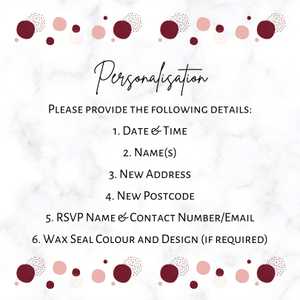 Personalisation
Please provide the following details:
1. Date & Time
2. Name(s)
3. New Address
4. New Postcode
5. RSVP Name & Contact Number/Email
6. Wax Seal Colour and Design (if required)